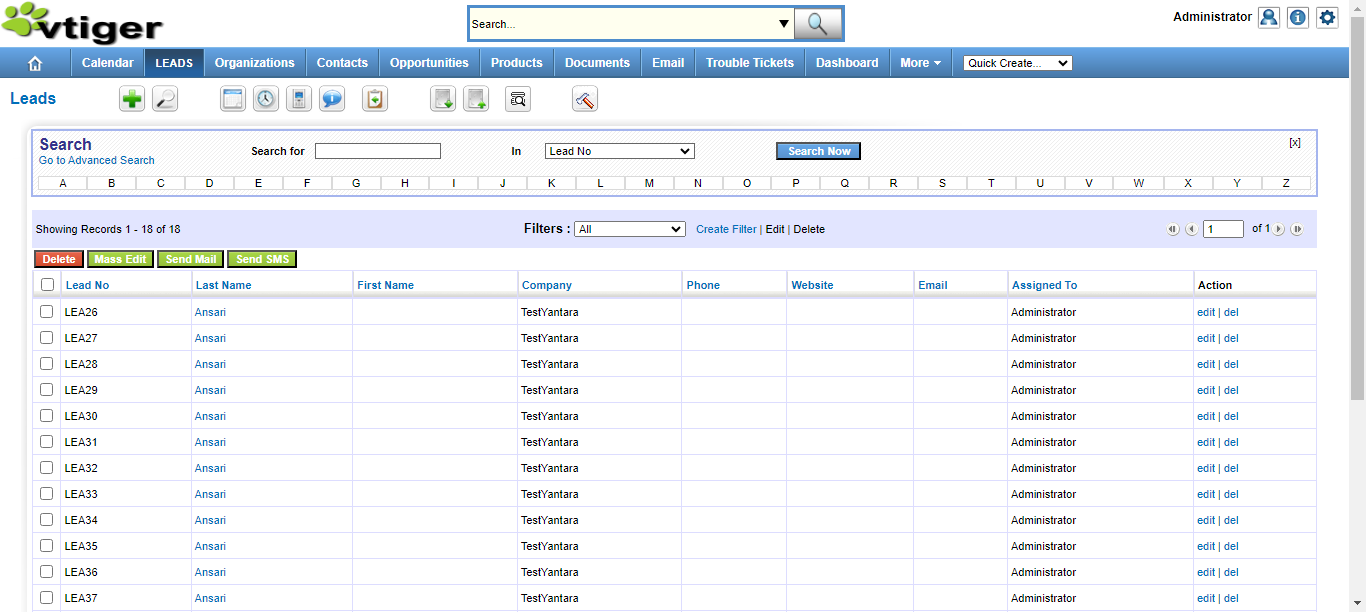 vtiger
Search...
Administrator
Calendar LEADS Organizations Contacts Opportunities Products Documents Email Trouble Tickets Dashboard More Quick Create...
Leads
Search
Go to Advanced Search
Search for In Lead No Search Now [x]
A B C D E F G H I J K L M N O P Q R S T U V W X Y Z
Showing Records 1 - 18 of 18 Filters : All Create Filter | Edit | Delete 1 of 1
Delete Mass Edit Send Mail Send SMS
Lead No Last Name First Name Company Phone Website Email Assigned To Action
LEA26 Ansari TestYantara Administrator edit | del
LEA27 Ansari TestYantara Administrator edit | del
LEA28 Ansari TestYantara Administrator edit | del
LEA29 Ansari TestYantara Administrator edit | del
LEA30 Ansari TestYantara Administrator edit | del
LEA31 Ansari TestYantara Administrator edit | del
LEA32 Ansari TestYantara Administrator edit | del
LEA33 Ansari TestYantara Administrator edit | del
LEA34 Ansari TestYantara Administrator edit | del
LEA35 Ansari TestYantara Administrator edit | del
LEA36 Ansari TestYantara Administrator edit | del
LEA37 Ansari TestYantara Administrator edit | del